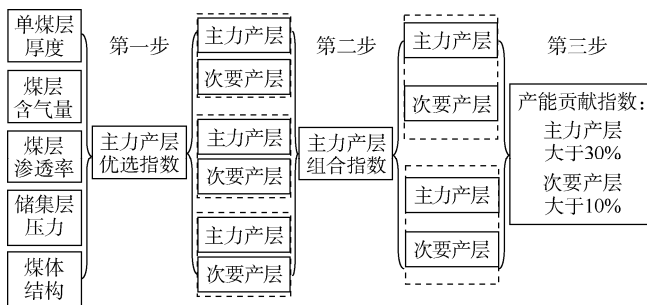 单煤层
厚度
煤层
含气量
煤层
渗透率
储集层
压力
煤体
结构
第一步
主力产层
优选指数
主力产层
次要产层
主力产层
次要产层
主力产层
次要产层
第二步
主力产层
组合指数
主力产层
次要产层
主力产层
次要产层
第三步
产能贡献指数：
主力产层
大于30%
次要产层
大于10%